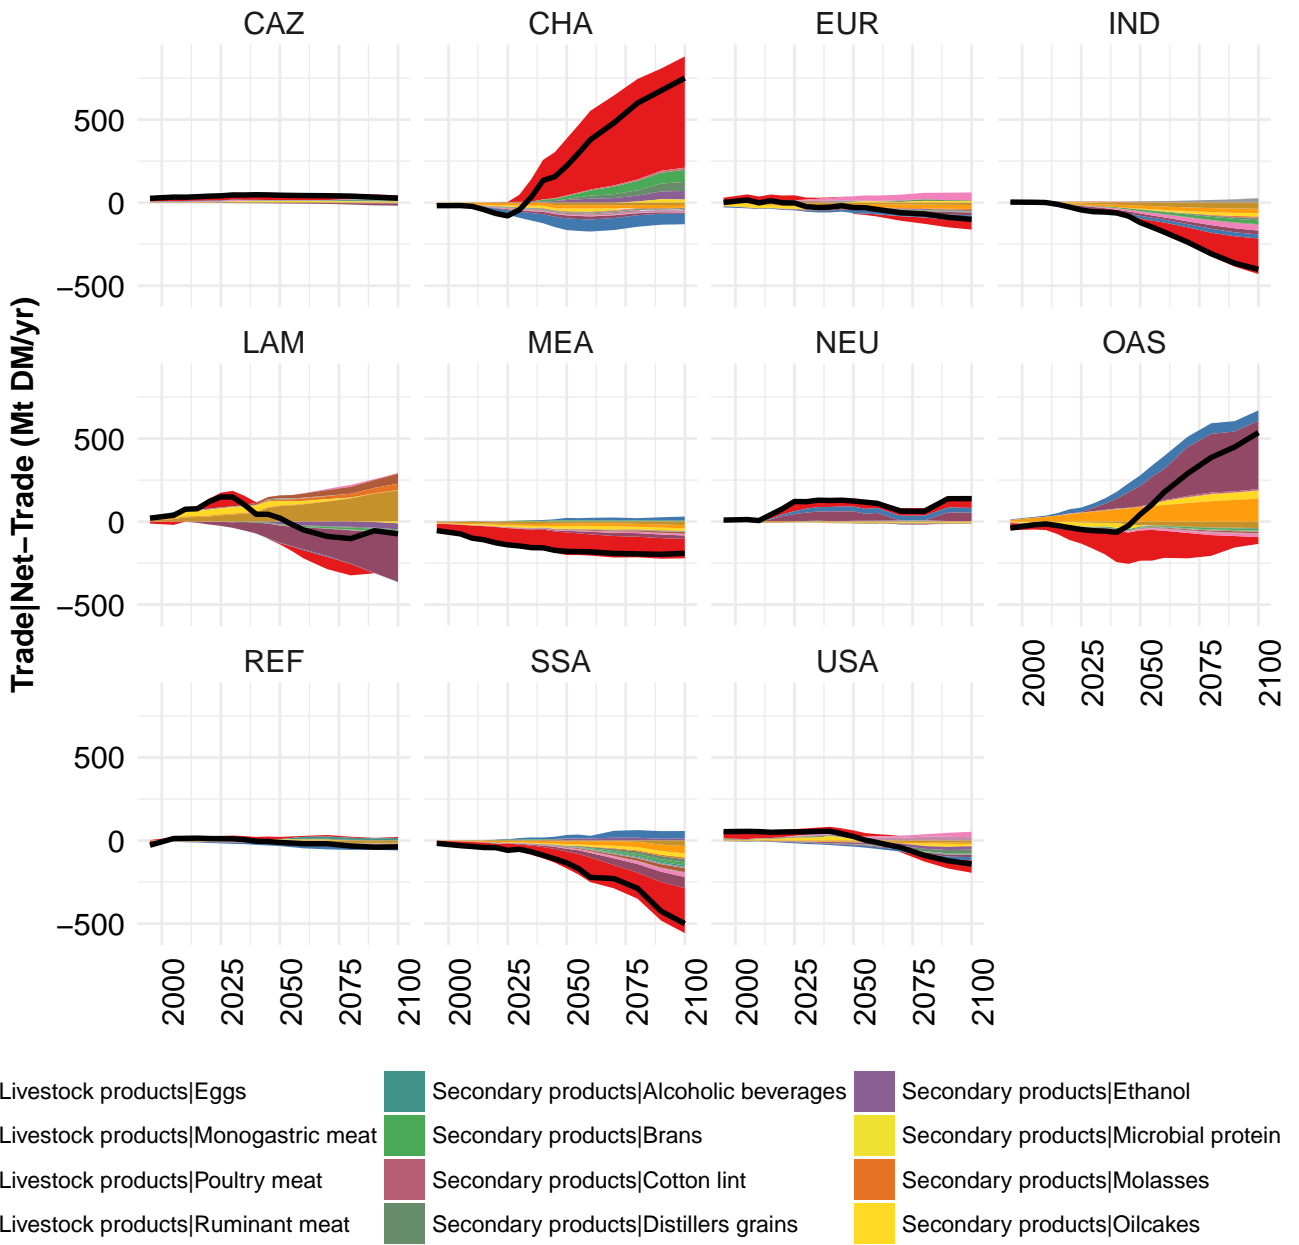 CAZ CHA EUR IND
500
0
−500
LAM MEA NEU OAS
500
0
−500
Trade|Net−Trade (Mt DM/yr)
2000 2025 2050 2075 2100
REF SSA USA
500
0
−500
2000 2025 2050 2075 2100 2000 2025 2050 2075 2100 2000 2025 2050 2075 2100
Livestock products|Eggs Secondary products|Alcoholic beverages Secondary products|Ethanol
Livestock products|Monogastric meat Secondary products|Brans Secondary products|Microbial protein
Livestock products|Poultry meat Secondary products|Cotton lint Secondary products|Molasses
Livestock products|Ruminant meat Secondary products|Distillers grains Secondary products|Oilcakes